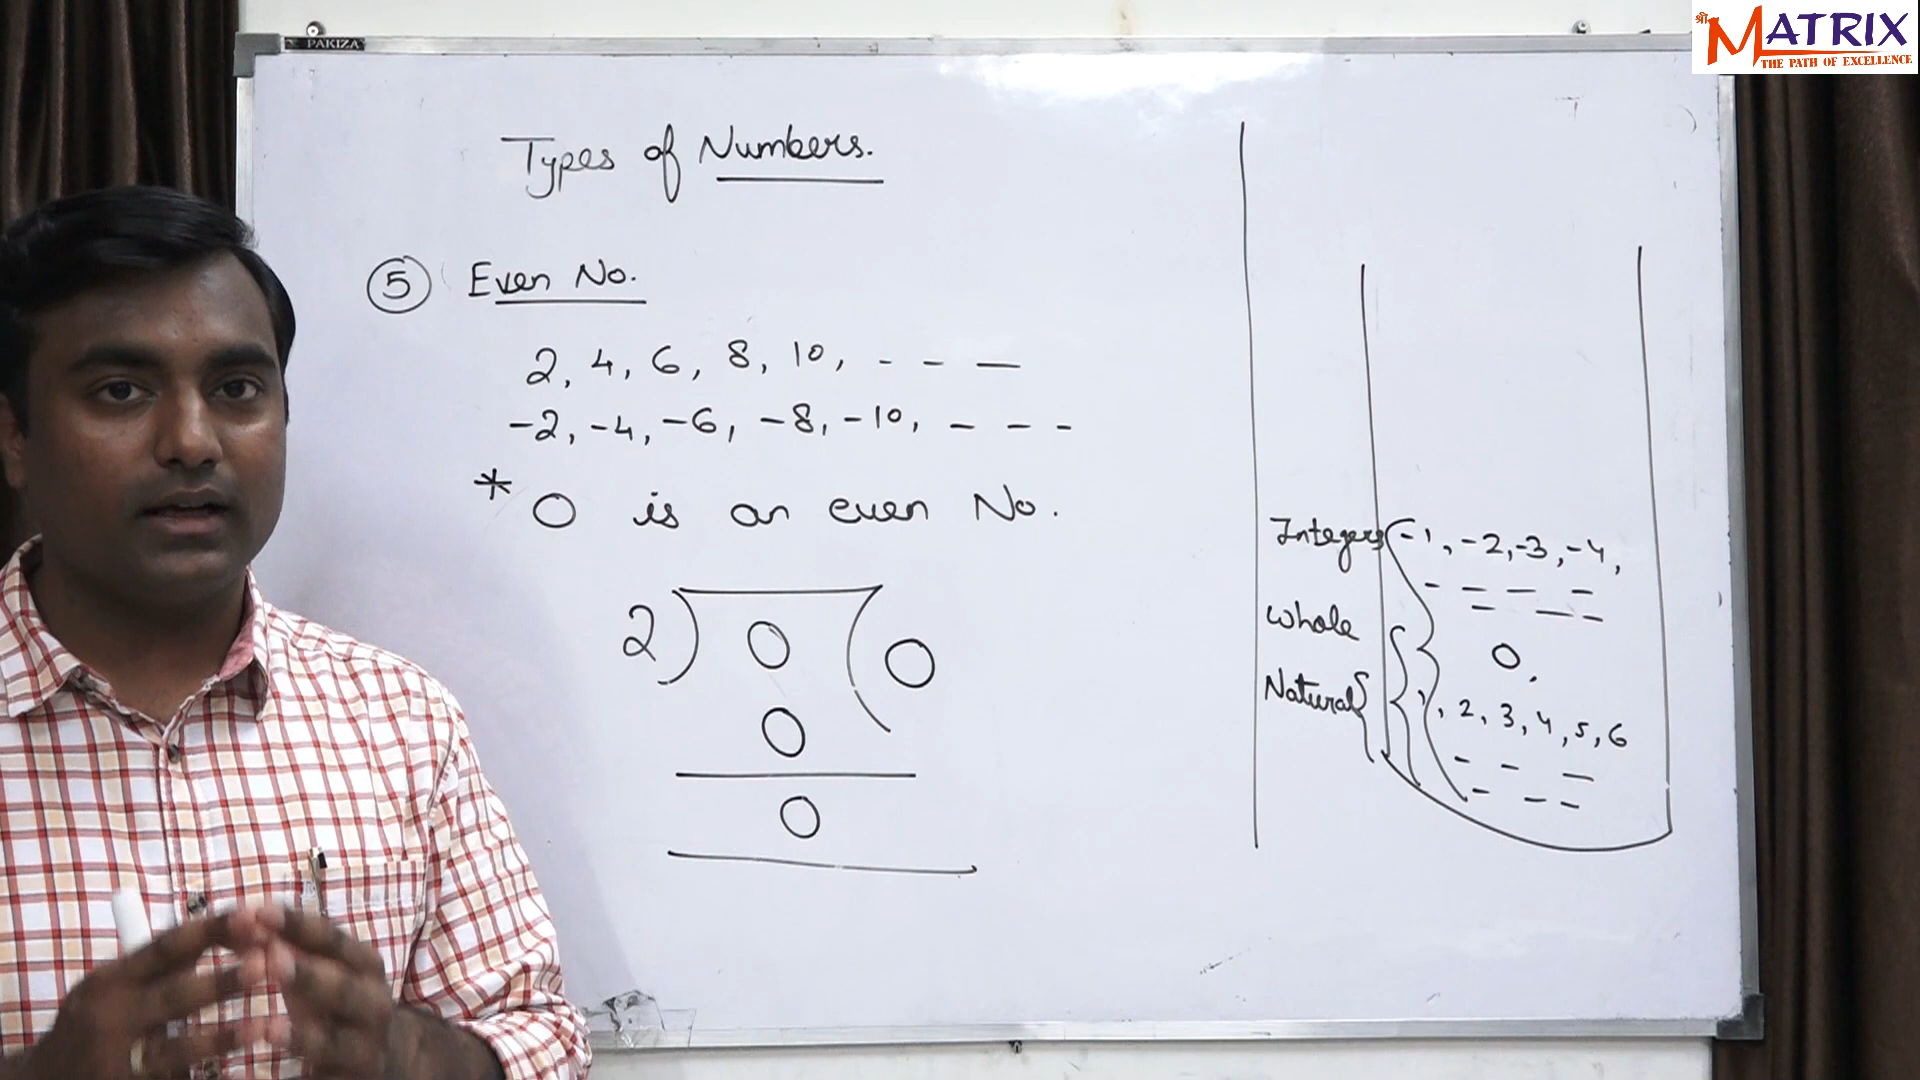 श्री MATRIX
THE PATH OF EXCELLENCE
PAKIZA
Types of Numbers.
5 Even No.
2, 4, 6, 8, 10, - - —
-2, -4, -6, -8, -10, - - -
* 0 is an even No.
2) 0 ( 0
0
0
Integers -1, -2, -3, -4,
- - - -
- - -
Whole 0,
Natural 1, 2, 3, 4, 5, 6
- - -
- - -